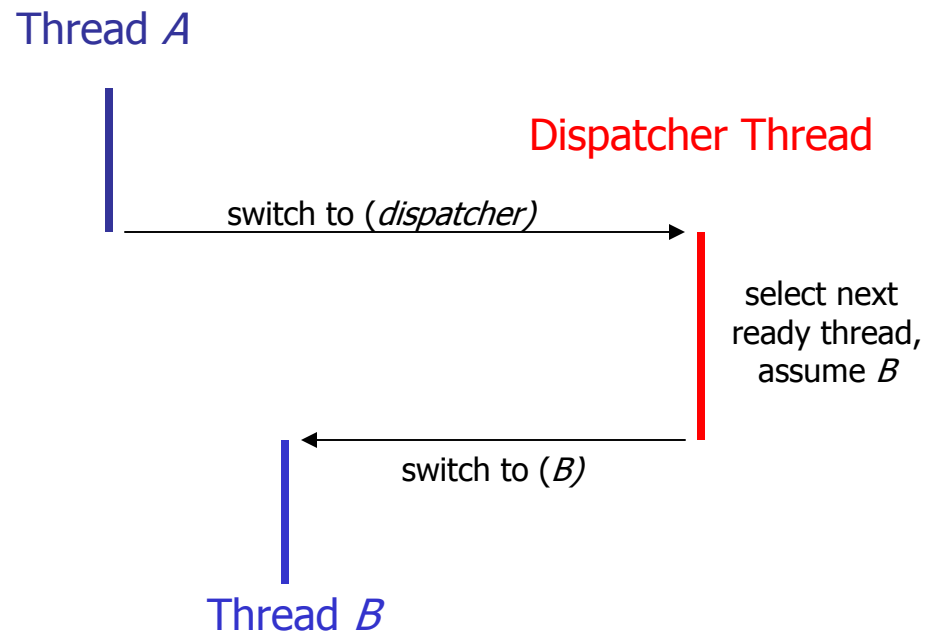 Thread A
Dispatcher Thread
switch to (dispatcher)
select next
ready thread,
assume B
switch to (B)
Thread B